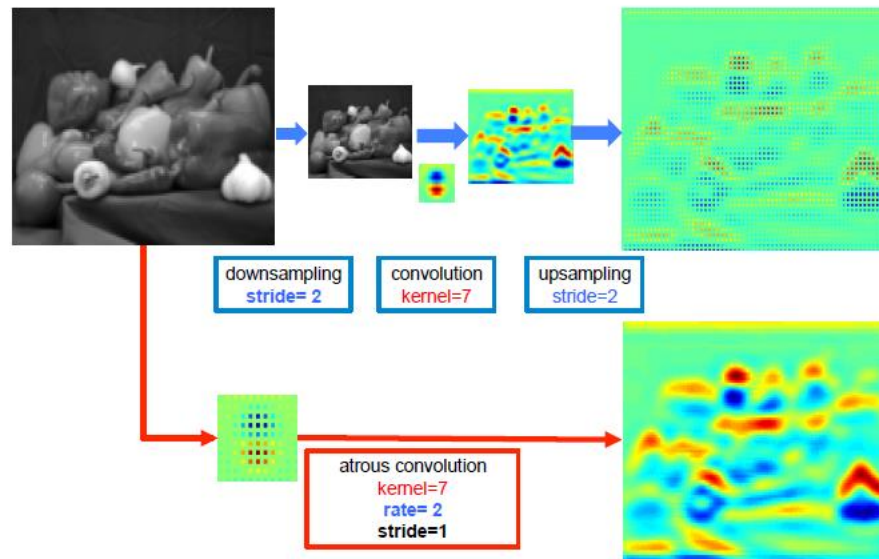 downsampling
stride= 2
convolution
kernel=7
upsampling
stride=2
atrous convolution
kernel=7
rate= 2
stride=1